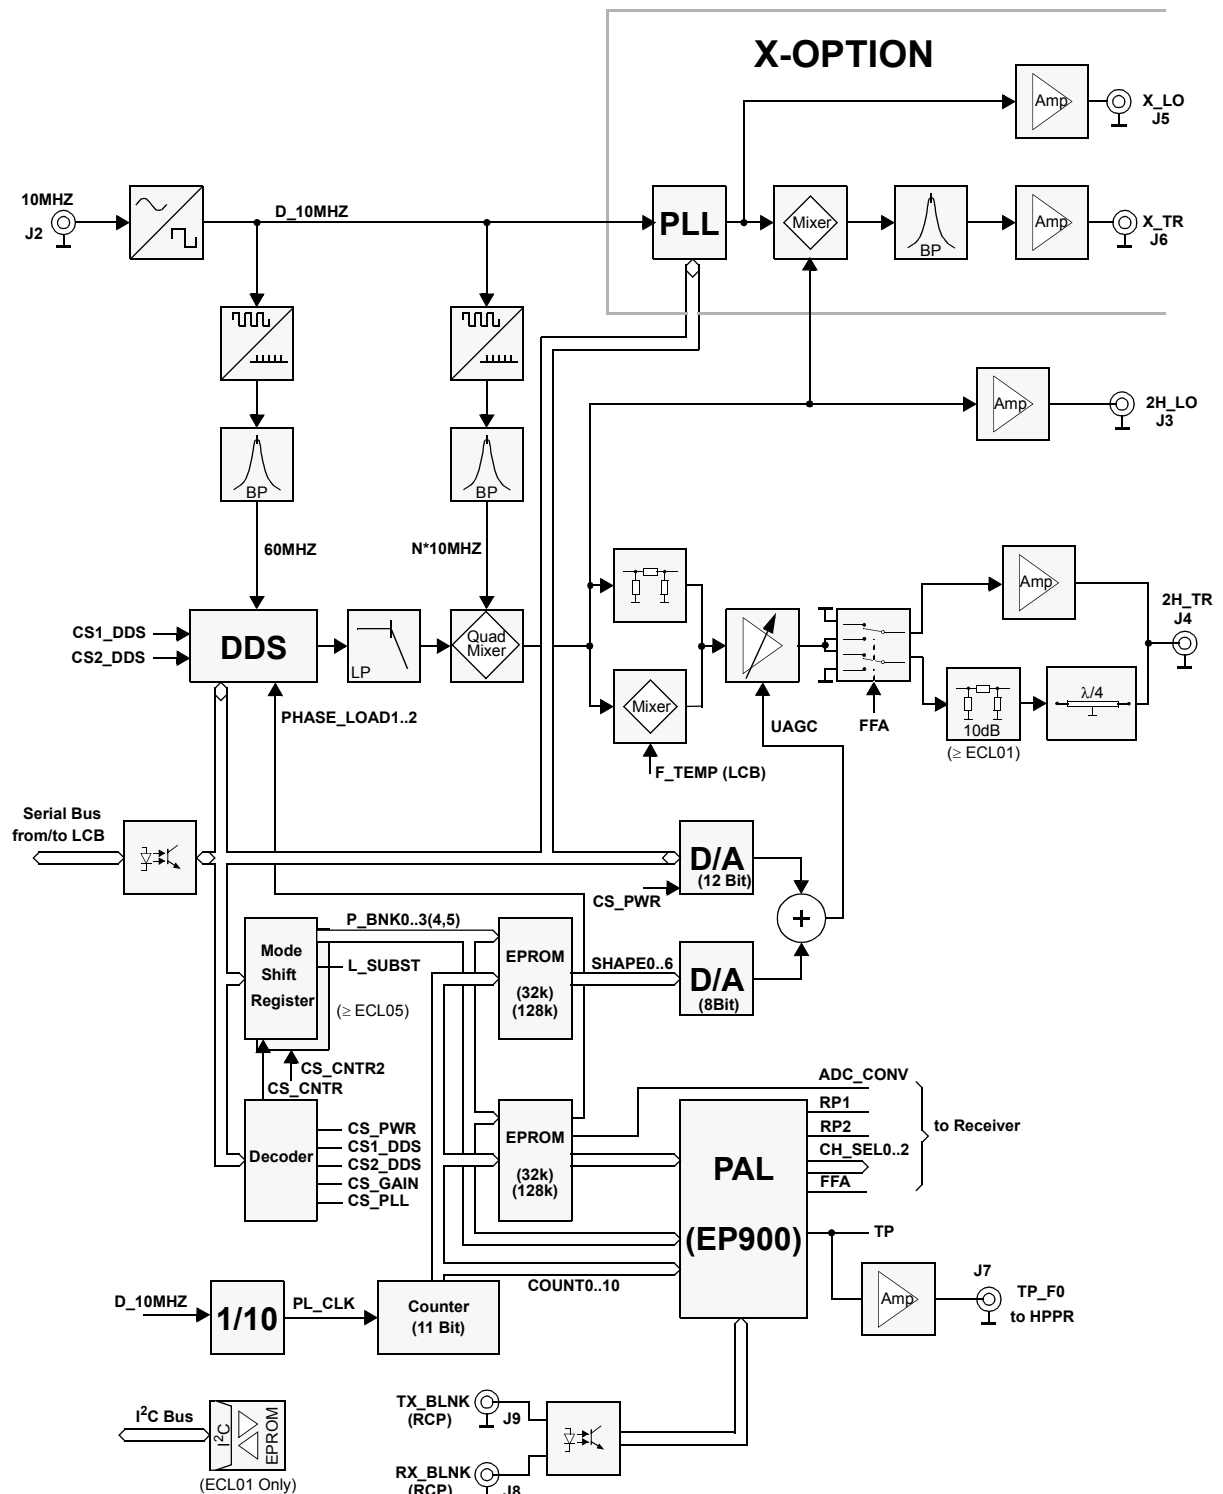 X-OPTION
Amp
X_LO
J5
10MHZ
J2
D_10MHZ
PLL
Mixer
BP
Amp
X_TR
J6
BP
BP
Amp
2H_LO
J3
60MHZ
N*10MHZ
CS1_DDS
CS2_DDS
DDS
LP
Quad
Mixer
PHASE_LOAD1..2
Mixer
F_TEMP (LCB)
UAGC
FFA
Amp
10dB
(≥ ECL01)
λ/4
2H_TR
J4
Serial Bus
from/to LCB
D/A
(12 Bit)
CS_PWR
+
P_BNK0..3(4,5)
Mode
Shift
Register
L_SUBST
(≥ ECL05)
EPROM
(32k)
(128k)
SHAPE0..6
D/A
(8Bit)
CS_CNTR2
CS_CNTR
Decoder
CS_PWR
CS1_DDS
CS2_DDS
CS_GAIN
CS_PLL
EPROM
(32k)
(128k)
PAL
(EP900)
ADC_CONV
RP1
RP2
CH_SEL0..2
FFA
to Receiver
TP
COUNT0..10
D_10MHZ
1/10
PL_CLK
Counter
(11 Bit)
Amp
J7
TP_F0
to HPPR
I²C Bus
I²C
EPROM
(ECL01 Only)
TX_BLNK
(RCP)
J9
RX_BLNK
(RCP)
J8